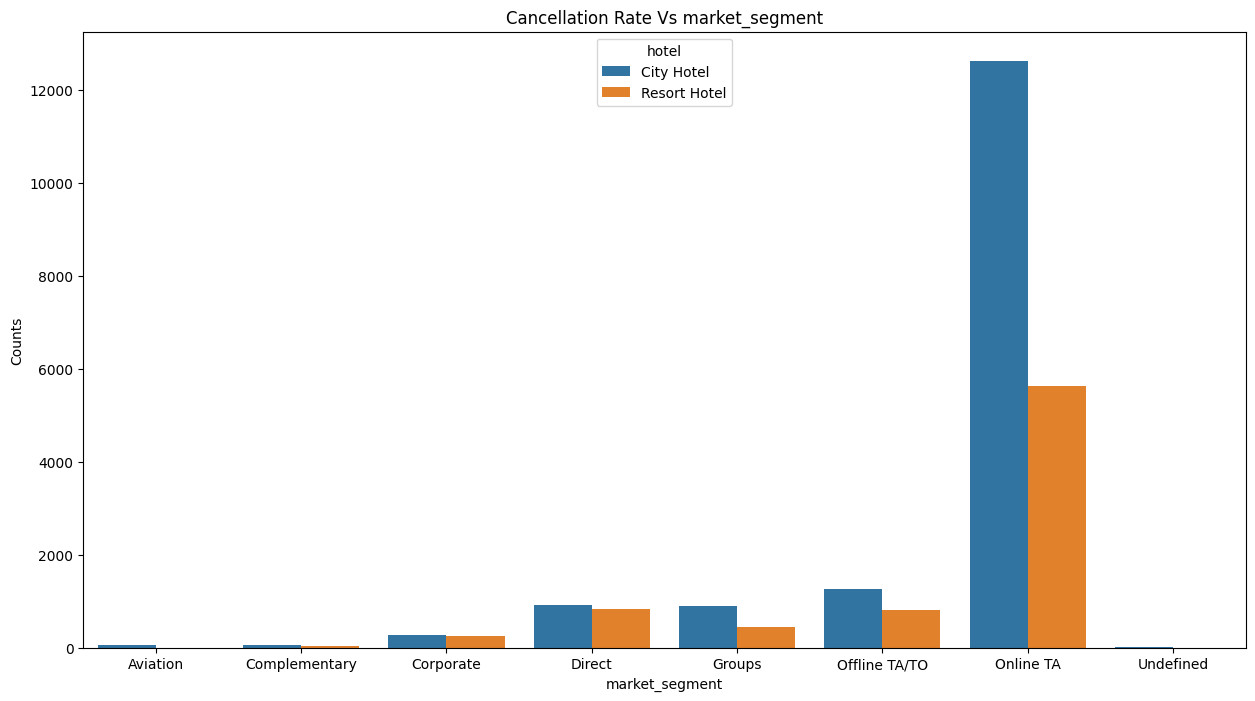 Cancellation Rate Vs market_segment
hotel
City Hotel
Resort Hotel
12000
10000
8000
6000
4000
2000
0
Counts
Aviation
Complementary
Corporate
Direct
Groups
Offline TA/TO
Online TA
Undefined
market_segment